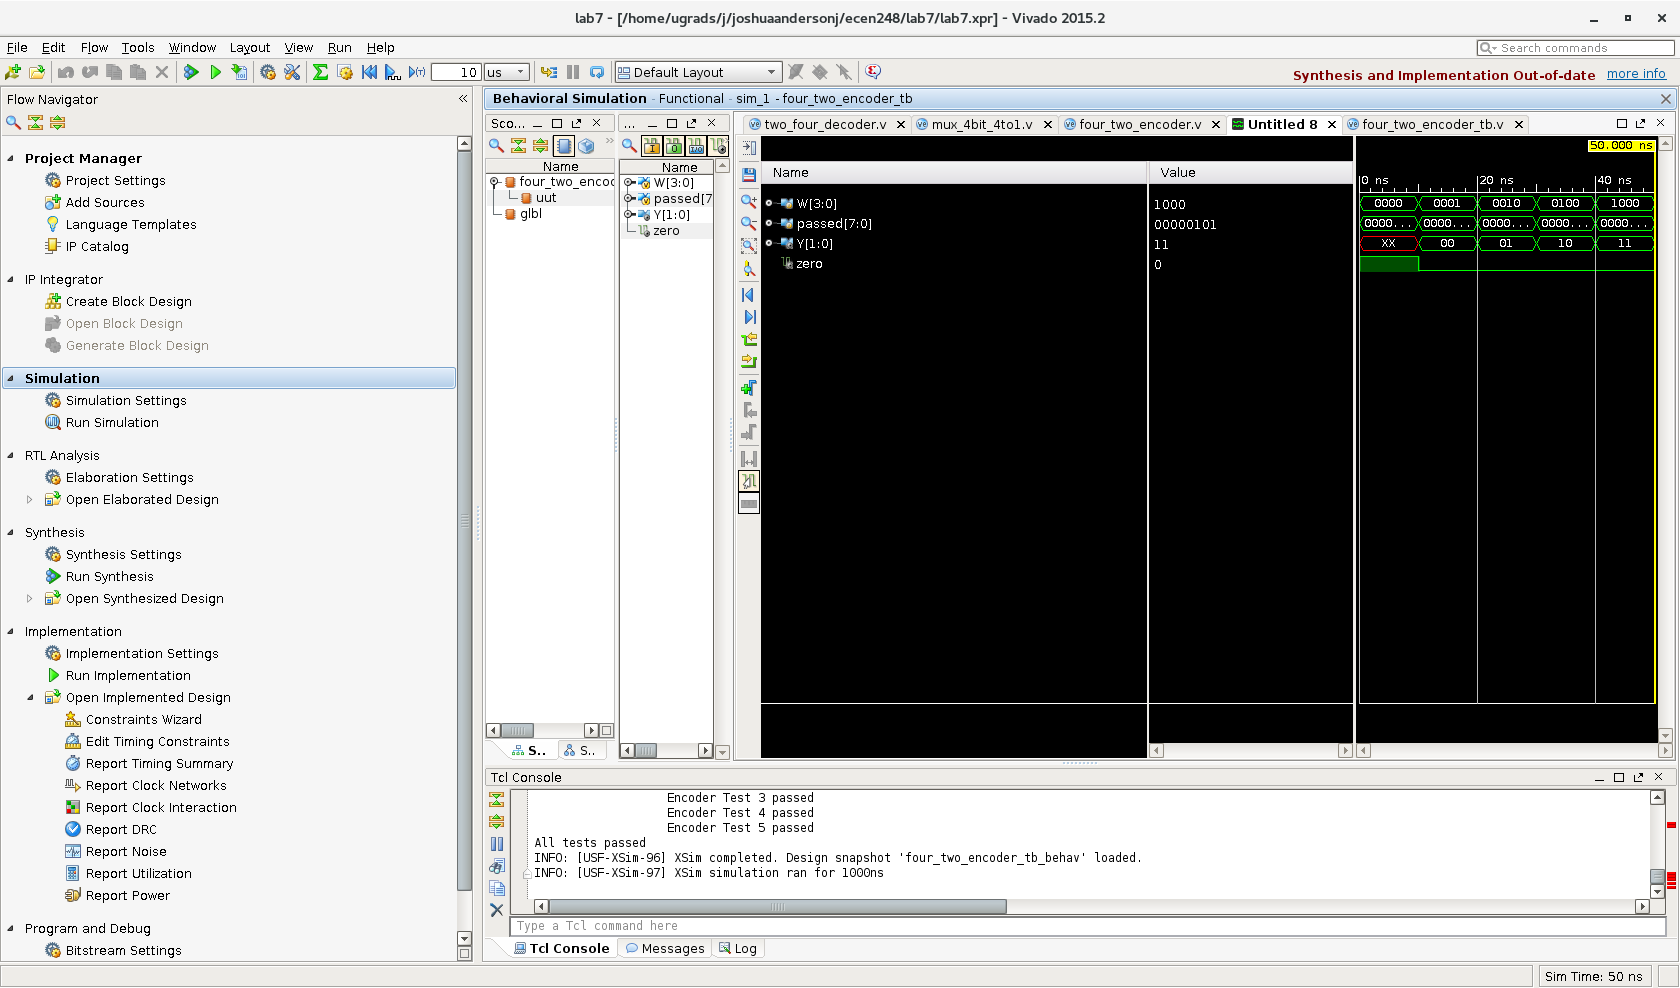 lab7 - [/home/ugrads/j/joshuaandersonj/ecen248/lab7/lab7.xpr] - Vivado 2015.2
File Edit Flow Tools Window Layout View Run Help
Search commands
10 us Default Layout
Synthesis and Implementation Out-of-date more info
Flow Navigator
Project Manager
Project Settings
Add Sources
Language Templates
IP Catalog
IP Integrator
Create Block Design
Open Block Design
Generate Block Design
Simulation
Simulation Settings
Run Simulation
RTL Analysis
Elaboration Settings
Open Elaborated Design
Synthesis
Synthesis Settings
Run Synthesis
Open Synthesized Design
Implementation
Implementation Settings
Run Implementation
Open Implemented Design
Constraints Wizard
Edit Timing Constraints
Report Timing Summary
Report Clock Networks
Report Clock Interaction
Report DRC
Report Noise
Report Utilization
Report Power
Program and Debug
Bitstream Settings
Behavioral Simulation - Functional - sim_1 - four_two_encoder_tb
Sco...
Name
four_two_encod
uut
glbl
S..
S..
...
Name
W[3:0]
passed[7
Y[1:0]
zero
two_four_decoder.v mux_4bit_4to1.v four_two_encoder.v Untitled 8 four_two_encoder_tb.v
50.000 ns
Name Value
0 ns 20 ns 40 ns
W[3:0] 1000 0000 0001 0010 0100 1000
passed[7:0] 00000101 0000... 0000... 0000... 0000... 0000...
Y[1:0] 11 XX 00 01 10 11
zero 0
Tcl Console
Encoder Test 3 passed
Encoder Test 4 passed
Encoder Test 5 passed
All tests passed
INFO: [USF-XSim-96] XSim completed. Design snapshot 'four_two_encoder_tb_behav' loaded.
INFO: [USF-XSim-97] XSim simulation ran for 1000ns
Type a Tcl command here
Tcl Console Messages Log
Sim Time: 50 ns